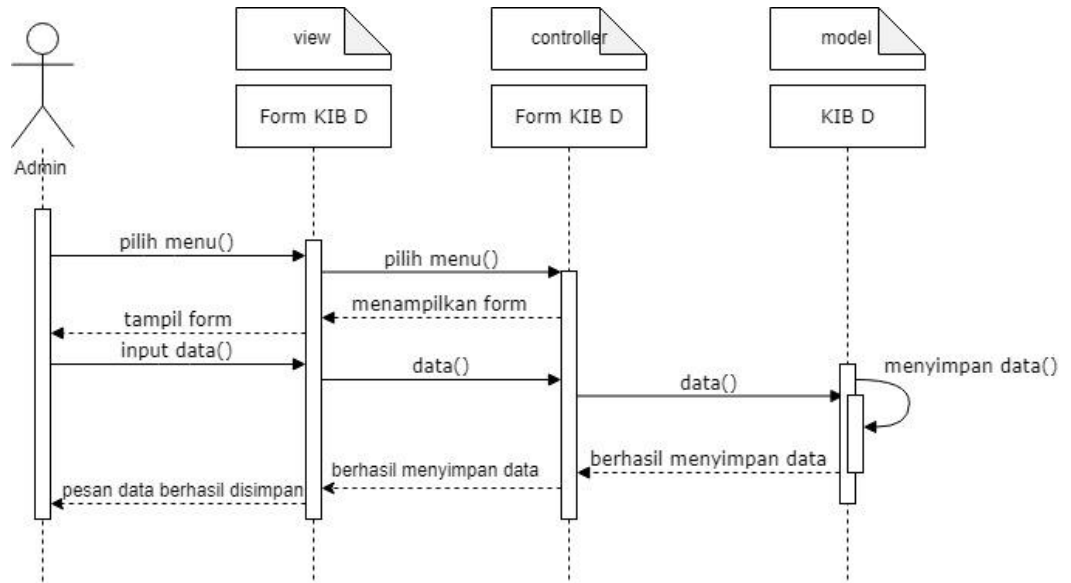 view
controller
model
Form KIB D
Form KIB D
KIB D
Admin
pilih menu()
pilih menu()
menampilkan form
tampil form
input data()
data()
data()
menyimpan data()
berhasil menyimpan data
berhasil menyimpan data
pesan data berhasil disimpan